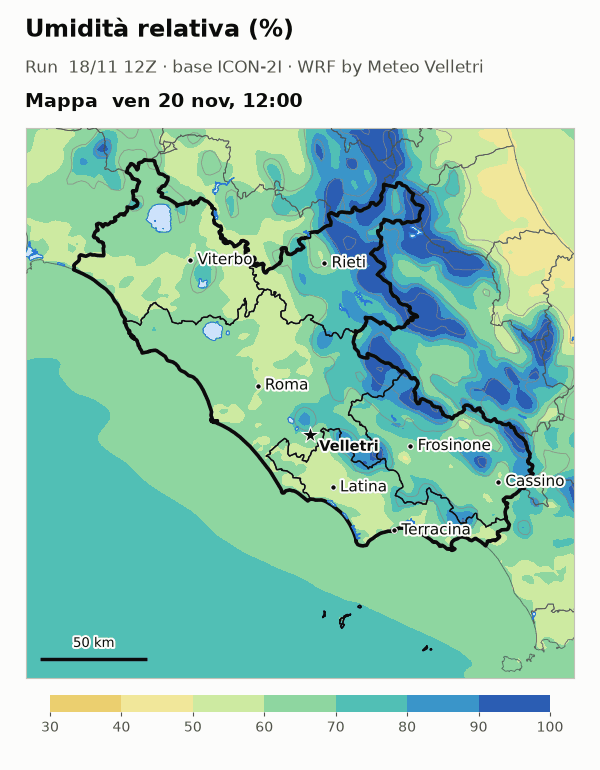 Umidità relativa (%)
Run 18/11 12Z · base ICON-2I · WRF by Meteo Velletri
Mappa ven 20 nov, 12:00
Viterbo
Rieti
Roma
Velletri
Frosinone
Cassino
Latina
Terracina
50 km
30 40 50 60 70 80 90 100